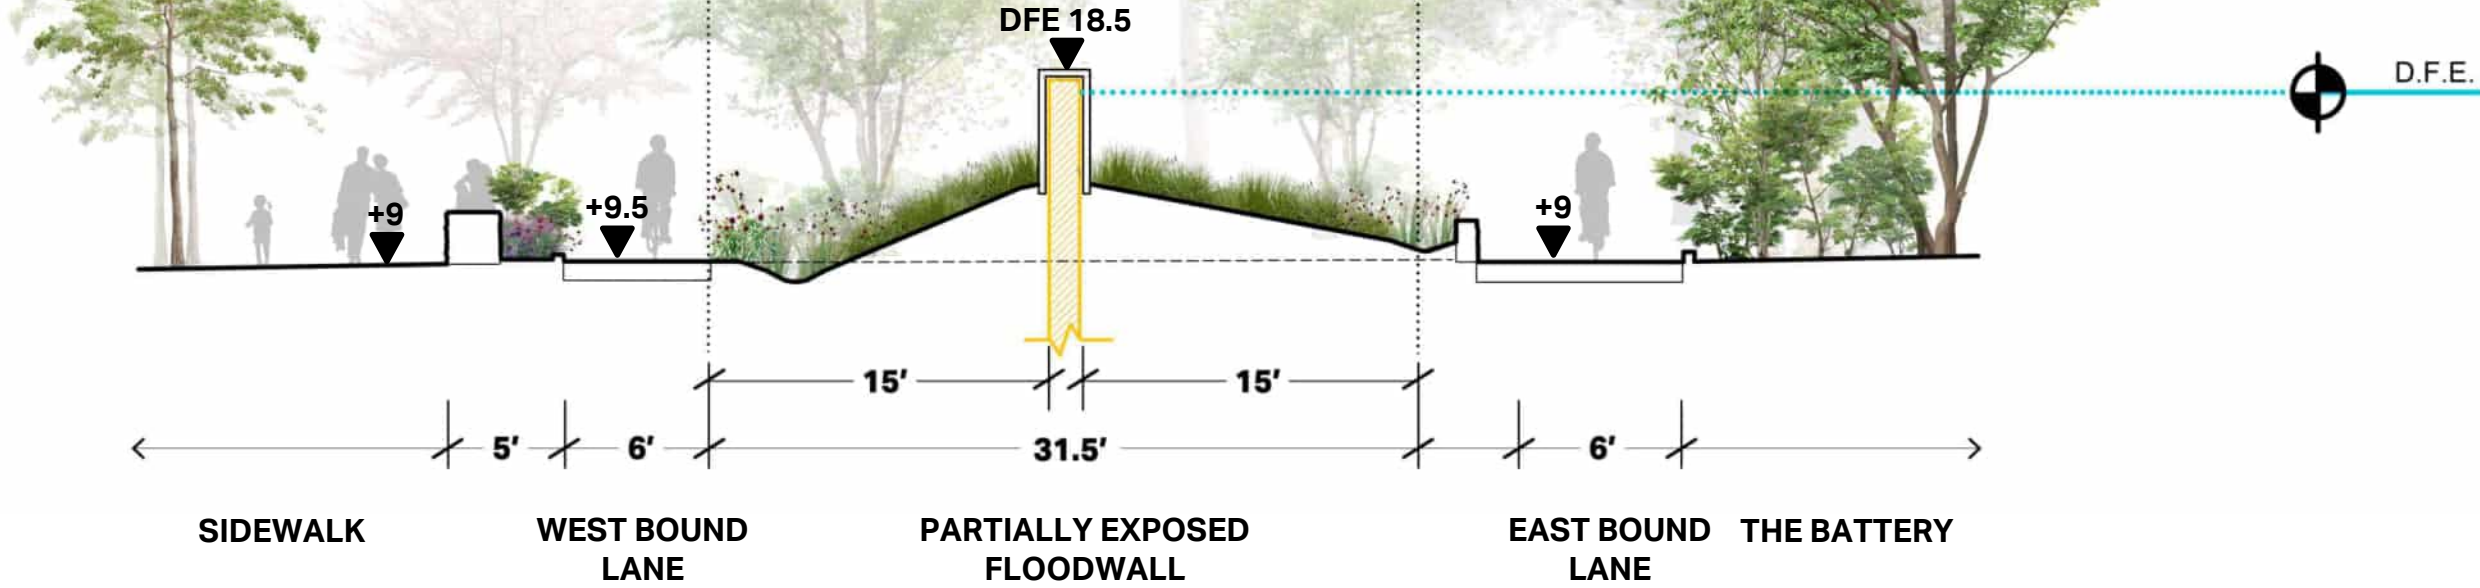 DFE 18.5
D.F.E.
+9
+9.5
+9
15'
15'
5'
6'
31.5'
6'
SIDEWALK
WEST BOUND
LANE
PARTIALLY EXPOSED
FLOODWALL
EAST BOUND
LANE
THE BATTERY